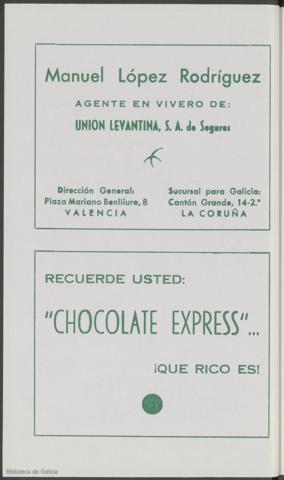 Manuel López Rodríguez
AGENTE EN VIVERO DE:
UNION LEVANTINA, S. A. de Seguros
Dirección General:
Plaza Mariano Benlliure, 8
VALENCIA
Sucursal para Galicia:
Cantón Grande, 14-2.º
LA CORUÑA
RECUERDE USTED:
"CHOCOLATE EXPRESS"...
¡QUE RICO ES!
Biblioteca de Galicia